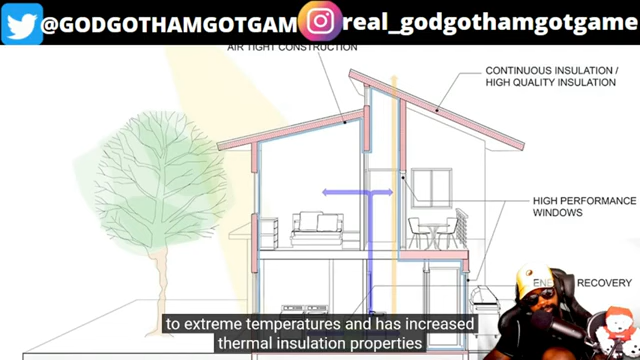 @GODGOTHAMGOTGAM
real_godgothamgotgame
AIR TIGHT CONSTRUCTION
CONTINUOUS INSULATION /
HIGH QUALITY INSULATION
HIGH PERFORMANCE
WINDOWS
RECOVERY
to extreme temperatures and has increased
thermal insulation properties